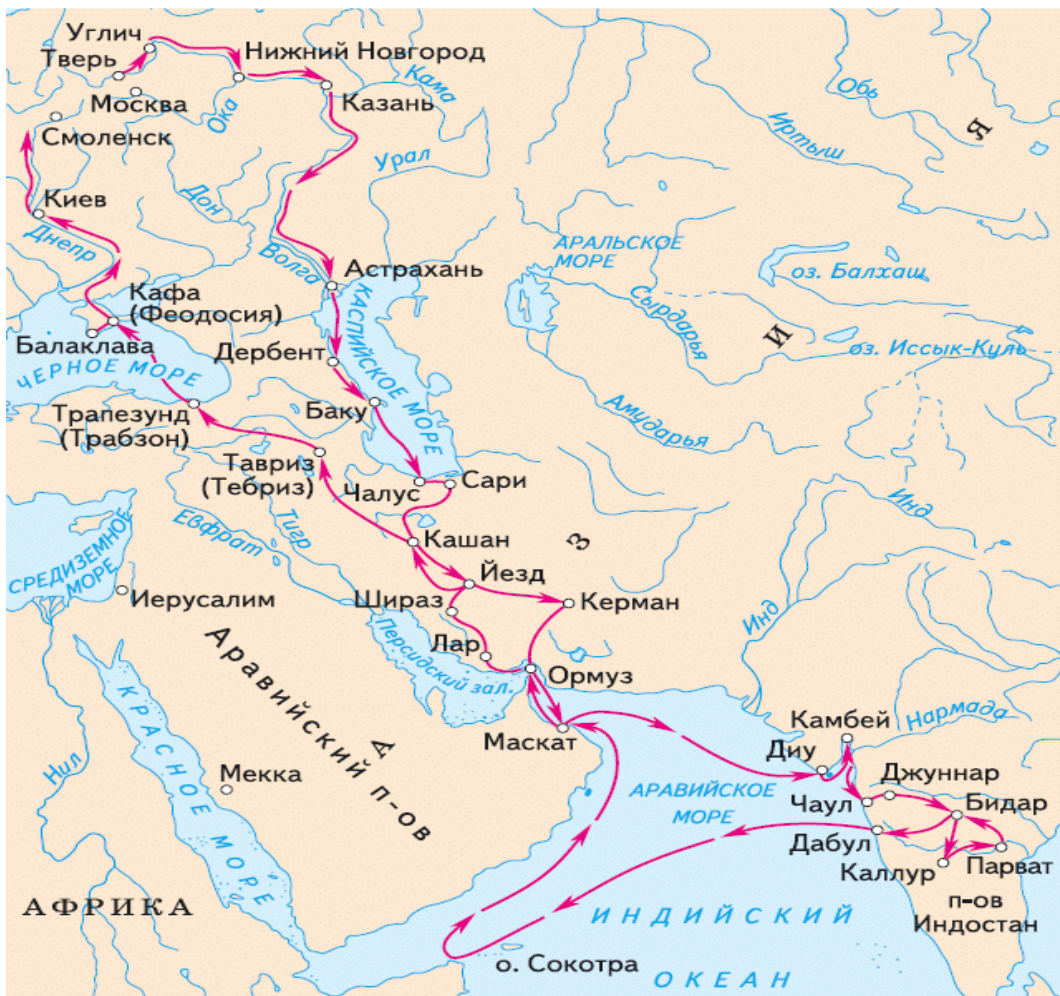 Углич
Тверь
Нижний Новгород
Кама
Казань
Москва
Ока
Смоленск
Обь
Иртыш
Я
Урал
Дон
Киев
Днепр
Волга
Астрахань
АРАЛЬСКОЕ
МОРЕ
оз. Балхаш
Кафа
(Феодосия)
Сырдарья
И
оз. Иссык-Куль
Балаклава
ЧЕРНОЕ МОРЕ
Дербент
КАСПИЙСКОЕ МОРЕ
Баку
Трапезунд
(Трабзон)
Амударья
Тавриз
(Тебриз)
Чалус
Сари
Инд
Евфрат
Тигр
Кашан
З
СРЕДИЗЕМНОЕ
МОРЕ
Йезд
Иерусалим
Шираз
Керман
Инд
Лар
Персидский зал.
Ормуз
Аравийский п-ов
КРАСНОЕ МОРЕ
Маскат
Камбей
Нармада
Нил
А
Диу
Джуннар
Мекка
АРАВИЙСКОЕ
МОРЕ
Чаул
Бидар
Дабул
Каллур
Парват
АФРИКА
п-ов
Индостан
ИНДИЙСКИЙ
о. Сокотра
ОКЕАН